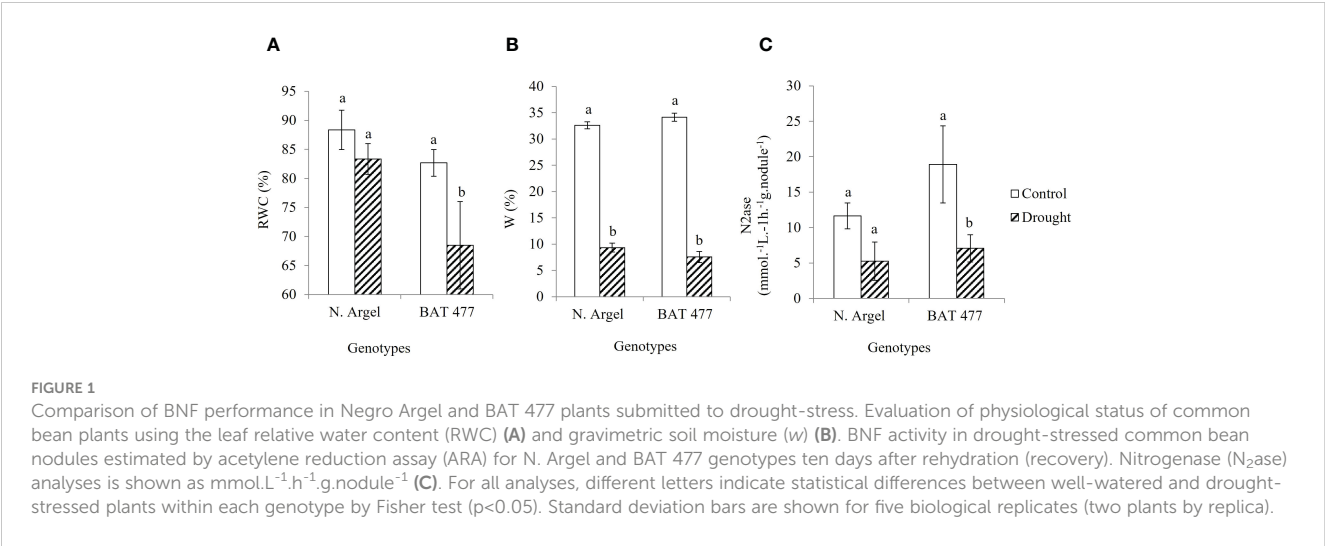 A
B
C
RWC (%)
95
90
85
80
75
70
65
60
a
a
a
b
N. Argel
BAT 477
Genotypes
W (%)
40
35
30
25
20
15
10
5
0
a
b
a
b
N. Argel
BAT 477
Genotypes
N2ase
(mmol.⁻¹L.-1h.⁻¹g.nodule⁻¹)
30
25
20
15
10
5
0
a
a
a
b
N. Argel
BAT 477
Genotypes
Control
Drought
FIGURE 1
Comparison of BNF performance in Negro Argel and BAT 477 plants submitted to drought-stress. Evaluation of physiological status of common
bean plants using the leaf relative water content (RWC) (A) and gravimetric soil moisture (w) (B). BNF activity in drought-stressed common bean
nodules estimated by acetylene reduction assay (ARA) for N. Argel and BAT 477 genotypes ten days after rehydration (recovery). Nitrogenase (N₂ase)
analyses is shown as mmol.L⁻¹.h⁻¹.g.nodule⁻¹ (C). For all analyses, different letters indicate statistical differences between well-watered and drought-
stressed plants within each genotype by Fisher test (p<0.05). Standard deviation bars are shown for five biological replicates (two plants by replica).